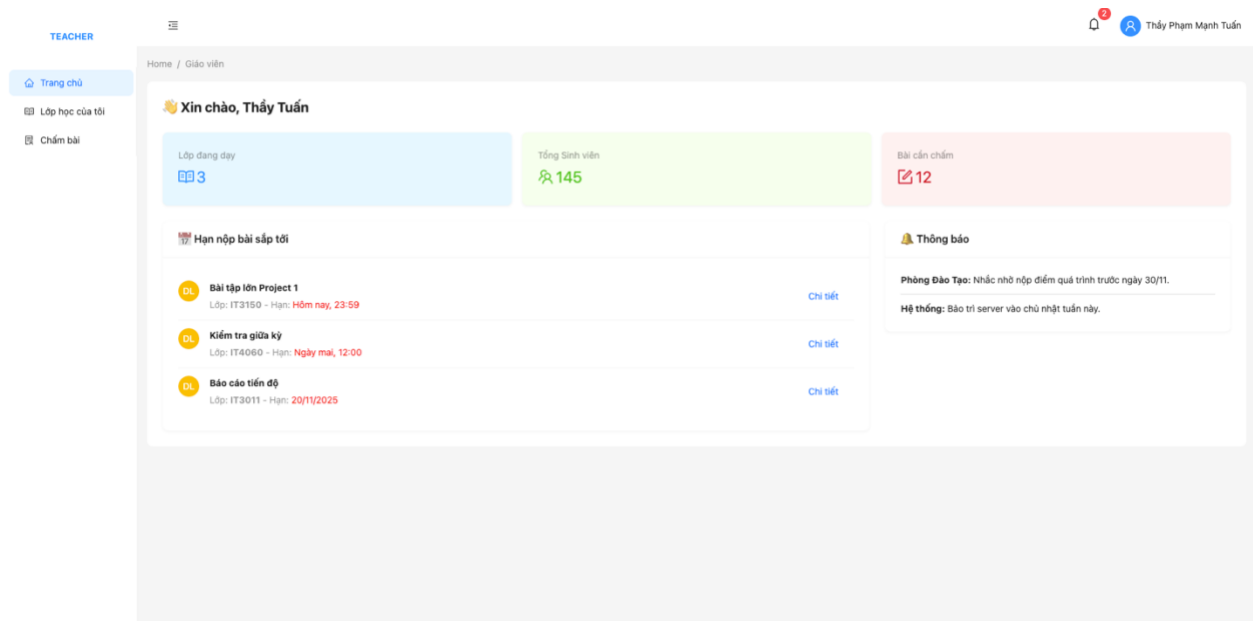 TEACHER
Trang chủ
Lớp học của tôi
Chấm bài
2
Thầy Phạm Mạnh Tuấn
Home / Giáo viên
Xin chào, Thầy Tuấn
Lớp đang dạy
3
Tổng Sinh viên
145
Bài cần chấm
12
17 Hạn nộp bài sắp tới
DL
Bài tập lớn Project 1
Lớp: IT3150 - Hạn: Hôm nay, 23:59
Chi tiết
DL
Kiểm tra giữa kỳ
Lớp: IT4060 - Hạn: Ngày mai, 12:00
Chi tiết
DL
Báo cáo tiến độ
Lớp: IT3011 - Hạn: 20/11/2025
Chi tiết
Thông báo
Phòng Đào Tạo: Nhắc nhở nộp điểm quá trình trước ngày 30/11.
Hệ thống: Bảo trì server vào chủ nhật tuần này.